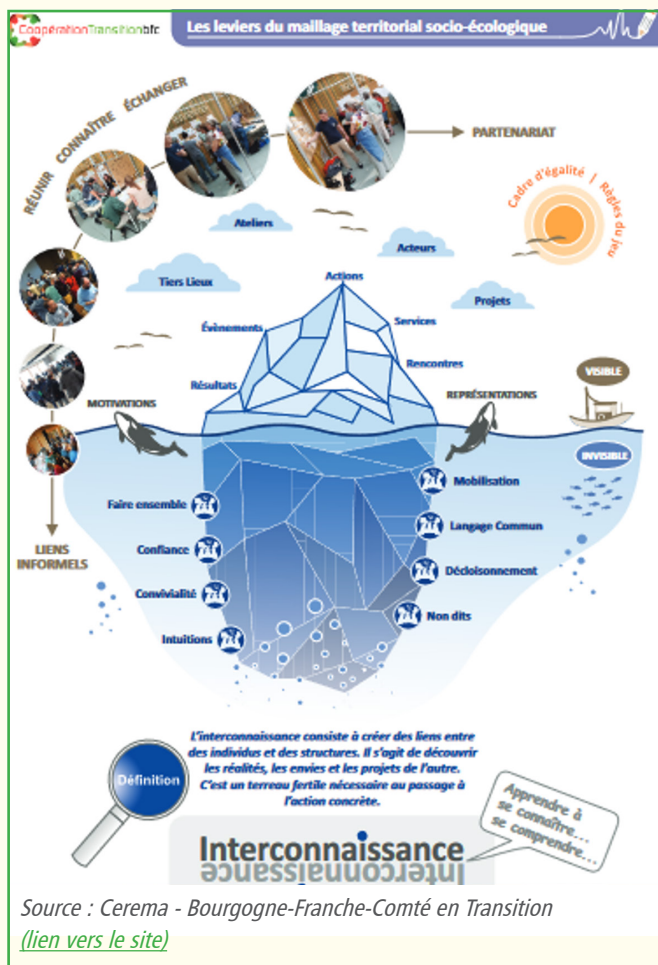 CoopérationTransitionbfc
Les leviers du maillage territorial socio-écologique
RÉUNIR CONNAÎTRE ÉCHANGER
PARTENARIAT
Cadre d'égalité | Règles du jeu
Ateliers
Acteurs
Tiers Lieux
Actions
Projets
Évènements
Services
Rencontres
Résultats
VISIBLE
MOTIVATIONS
REPRÉSENTATIONS
INVISIBLE
Mobilisation
Faire ensemble
Langage Commun
Confiance
LIENS
INFORMELS
Décloisonnement
Convivialité
Non dits
Intuitions
L'interconnaissance consiste à créer des liens entre
des individus et des structures. Il s'agit de découvrir
les réalités, les envies et les projets de l'autre.
C'est un terreau fertile nécessaire au passage à
l'action concrète.
Définition
Apprendre à
se connaître...
se comprendre...
Interconnaissance
Interconnaissance
Source : Cerema - Bourgogne-Franche-Comté en Transition
(lien vers le site)